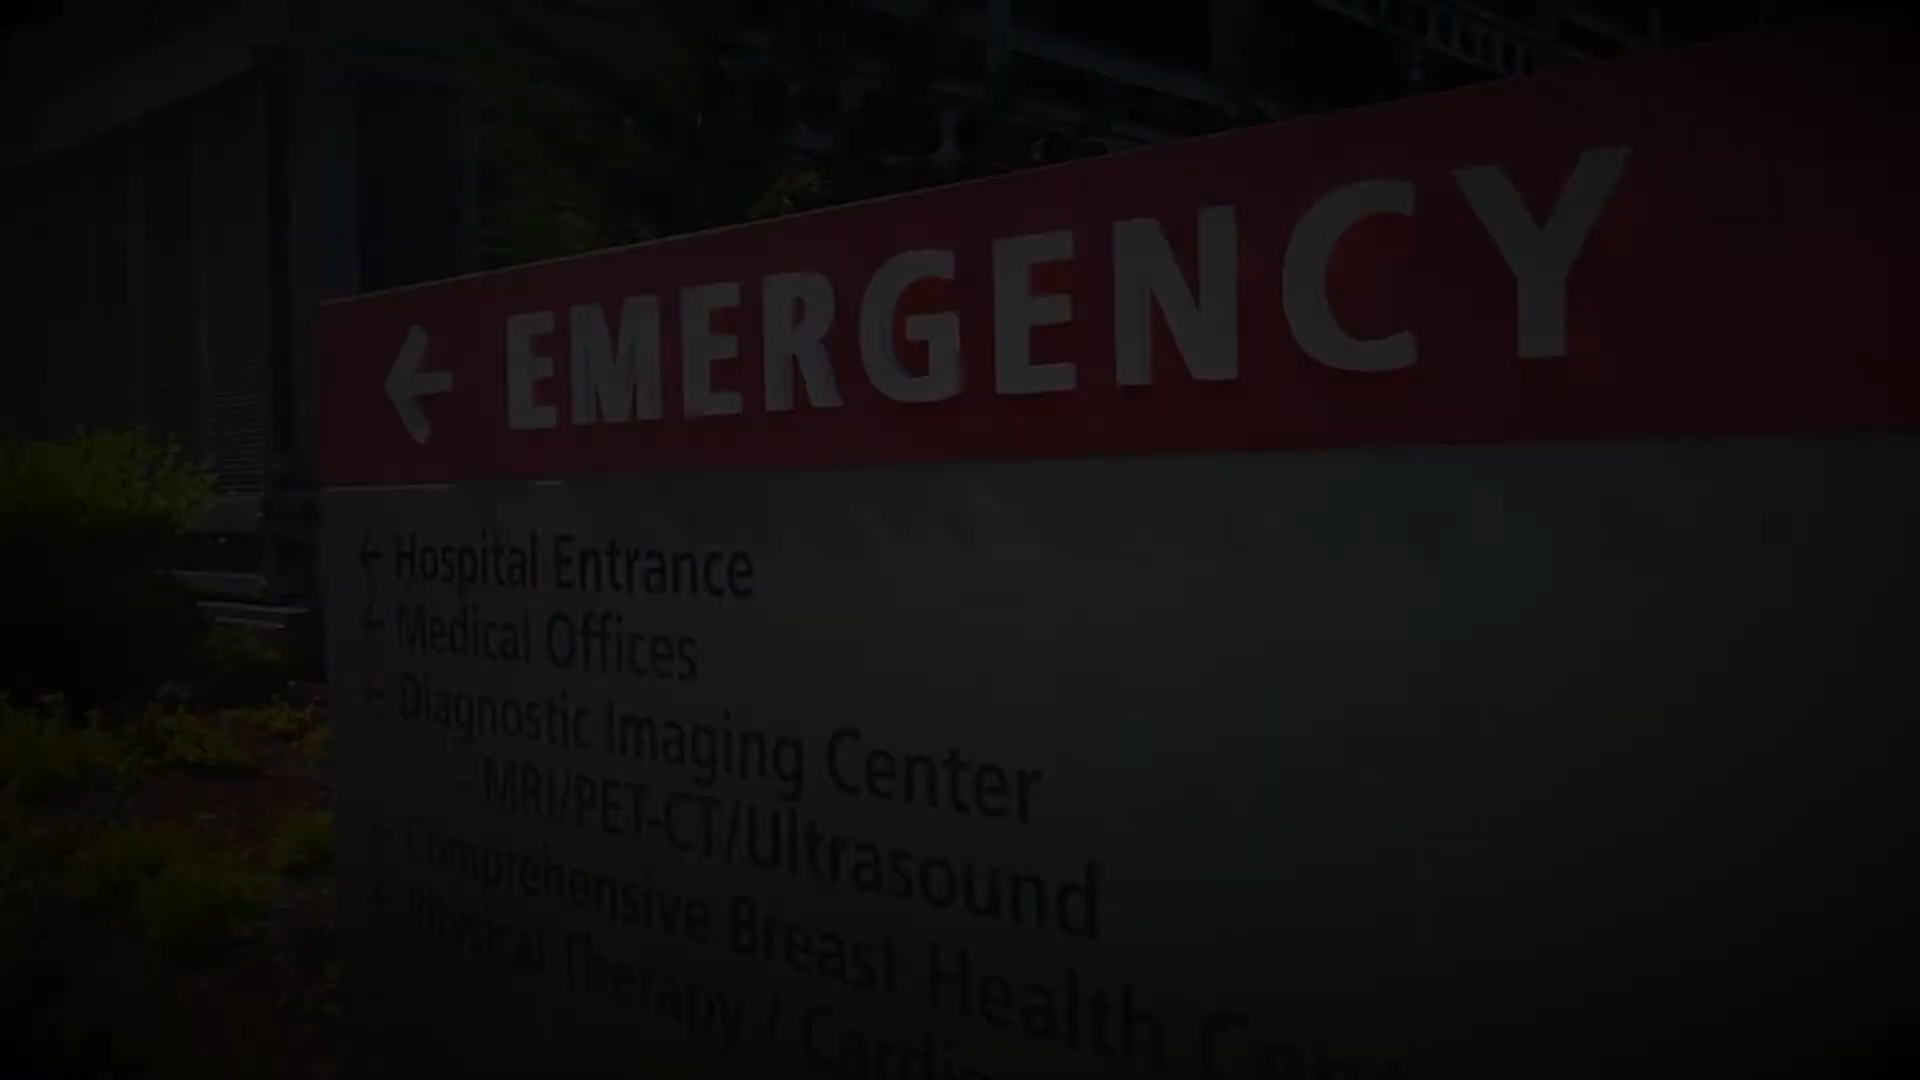 ← EMERGENCY
← Hospital Entrance
← Medical Offices
← Diagnostic Imaging Center
- MRI/PET-CT/Ultrasound
← Comprehensive Breast Health
← Physical Therapy /